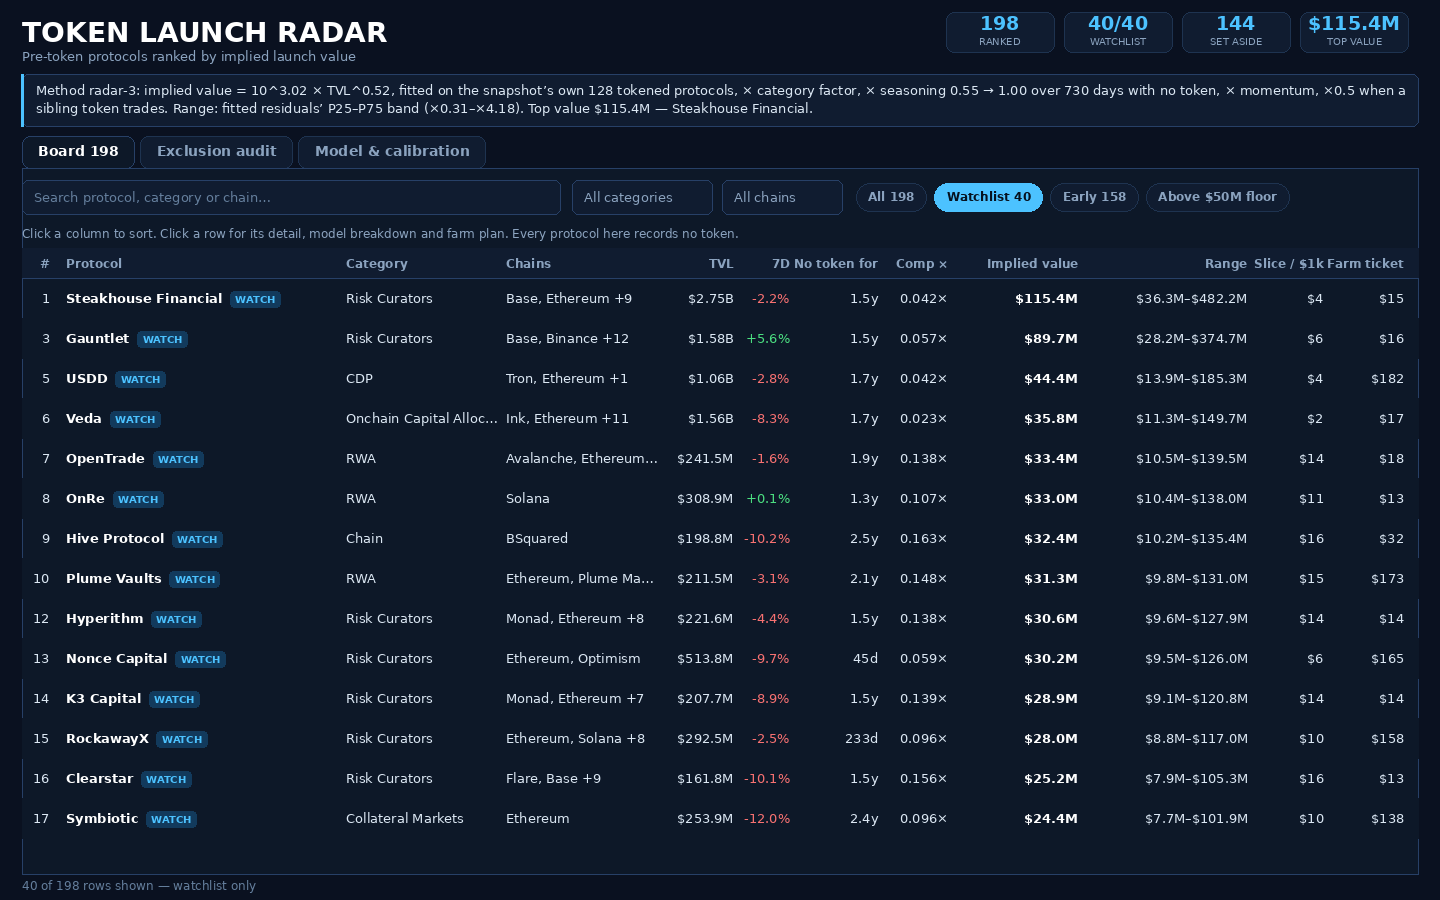 TOKEN LAUNCH RADAR
Pre-token protocols ranked by implied launch value
198
RANKED
40/40
WATCHLIST
144
SET ASIDE
$115.4M
TOP VALUE
Method radar-3: implied value = 10^3.02 × TVL^0.52, fitted on the snapshot’s own 128 tokened protocols, × category factor, × seasoning 0.55 → 1.00 over 730 days with no token, × momentum, ×0.5 when a
sibling token trades. Range: fitted residuals’ P25–P75 band (×0.31–×4.18). Top value $115.4M — Steakhouse Financial.
Board 198 Exclusion audit Model & calibration
Search protocol, category or chain… All categories All chains All 198 Watchlist 40 Early 158 Above $50M floor
Click a column to sort. Click a row for its detail, model breakdown and farm plan. Every protocol here records no token.
# Protocol Category Chains TVL 7D No token for Comp × Implied value Range Slice / $1k Farm ticket
1 Steakhouse Financial WATCH Risk Curators Base, Ethereum +9 $2.75B -2.2% 1.5y 0.042× $115.4M $36.3M–$482.2M $4 $15
3 Gauntlet WATCH Risk Curators Base, Binance +12 $1.58B +5.6% 1.5y 0.057× $89.7M $28.2M–$374.7M $6 $16
5 USDD WATCH CDP Tron, Ethereum +1 $1.06B -2.8% 1.7y 0.042× $44.4M $13.9M–$185.3M $4 $182
6 Veda WATCH Onchain Capital Alloc… Ink, Ethereum +11 $1.56B -8.3% 1.7y 0.023× $35.8M $11.3M–$149.7M $2 $17
7 OpenTrade WATCH RWA Avalanche, Ethereum… $241.5M -1.6% 1.9y 0.138× $33.4M $10.5M–$139.5M $14 $18
8 OnRe WATCH RWA Solana $308.9M +0.1% 1.3y 0.107× $33.0M $10.4M–$138.0M $11 $13
9 Hive Protocol WATCH Chain BSquared $198.8M -10.2% 2.5y 0.163× $32.4M $10.2M–$135.4M $16 $32
10 Plume Vaults WATCH RWA Ethereum, Plume Ma… $211.5M -3.1% 2.1y 0.148× $31.3M $9.8M–$131.0M $15 $173
12 Hyperithm WATCH Risk Curators Monad, Ethereum +8 $221.6M -4.4% 1.5y 0.138× $30.6M $9.6M–$127.9M $14 $14
13 Nonce Capital WATCH Risk Curators Ethereum, Optimism $513.8M -9.7% 45d 0.059× $30.2M $9.5M–$126.0M $6 $165
14 K3 Capital WATCH Risk Curators Monad, Ethereum +7 $207.7M -8.9% 1.5y 0.139× $28.9M $9.1M–$120.8M $14 $14
15 RockawayX WATCH Risk Curators Ethereum, Solana +8 $292.5M -2.5% 233d 0.096× $28.0M $8.8M–$117.0M $10 $158
16 Clearstar WATCH Risk Curators Flare, Base +9 $161.8M -10.1% 1.5y 0.156× $25.2M $7.9M–$105.3M $16 $13
17 Symbiotic WATCH Collateral Markets Ethereum $253.9M -12.0% 2.4y 0.096× $24.4M $7.7M–$101.9M $10 $138
40 of 198 rows shown — watchlist only